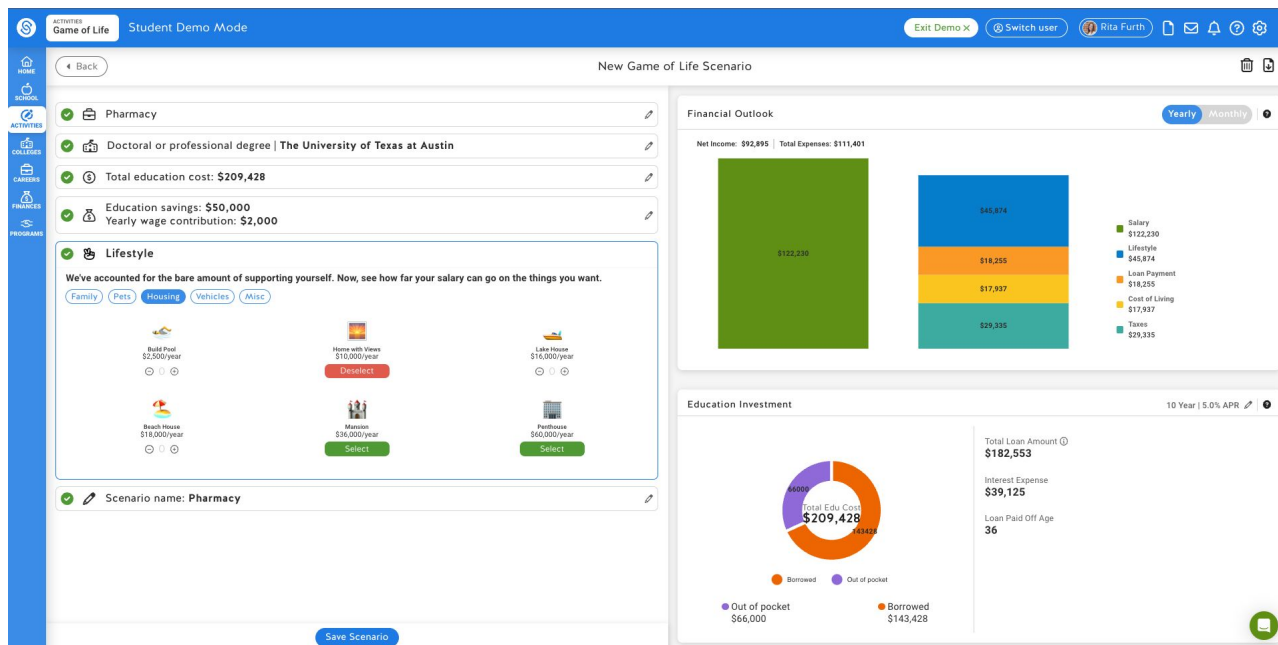 ACTIVITIES
Game of Life
Student Demo Mode
Exit Demo ×
Switch user
Rita Furth
HOME
SCHOOL
ACTIVITIES
COLLEGES
CAREERS
FINANCES
PROGRAMS
Back
New Game of Life Scenario
Pharmacy
Doctoral or professional degree | The University of Texas at Austin
Total education cost: $209,428
Education savings: $50,000
Yearly wage contribution: $2,000
Lifestyle
We've accounted for the bare amount of supporting yourself. Now, see how far your salary can go on the things you want.
Family Pets Housing Vehicles Misc
Build Pool
$2,500/year
0
Home with Views
$10,000/year
Deselect
Lake House
$16,000/year
0
Beach House
$18,000/year
0
Mansion
$36,000/year
Select
Penthouse
$60,000/year
Select
Scenario name: Pharmacy
Save Scenario
Financial Outlook
Yearly Monthly
Net Income: $92,895 | Total Expenses: $111,401
$122,230
$45,874
$18,255
$17,937
$29,335
Salary
$122,230
Lifestyle
$45,874
Loan Payment
$18,255
Cost of Living
$17,937
Taxes
$29,335
Education Investment
10 Year | 5.0% APR
66000
Total Edu Cost
$209,428
143428
Borrowed
Out of pocket
Out of pocket
$66,000
Borrowed
$143,428
Total Loan Amount
$182,553
Interest Expense
$39,125
Loan Paid Off Age
36